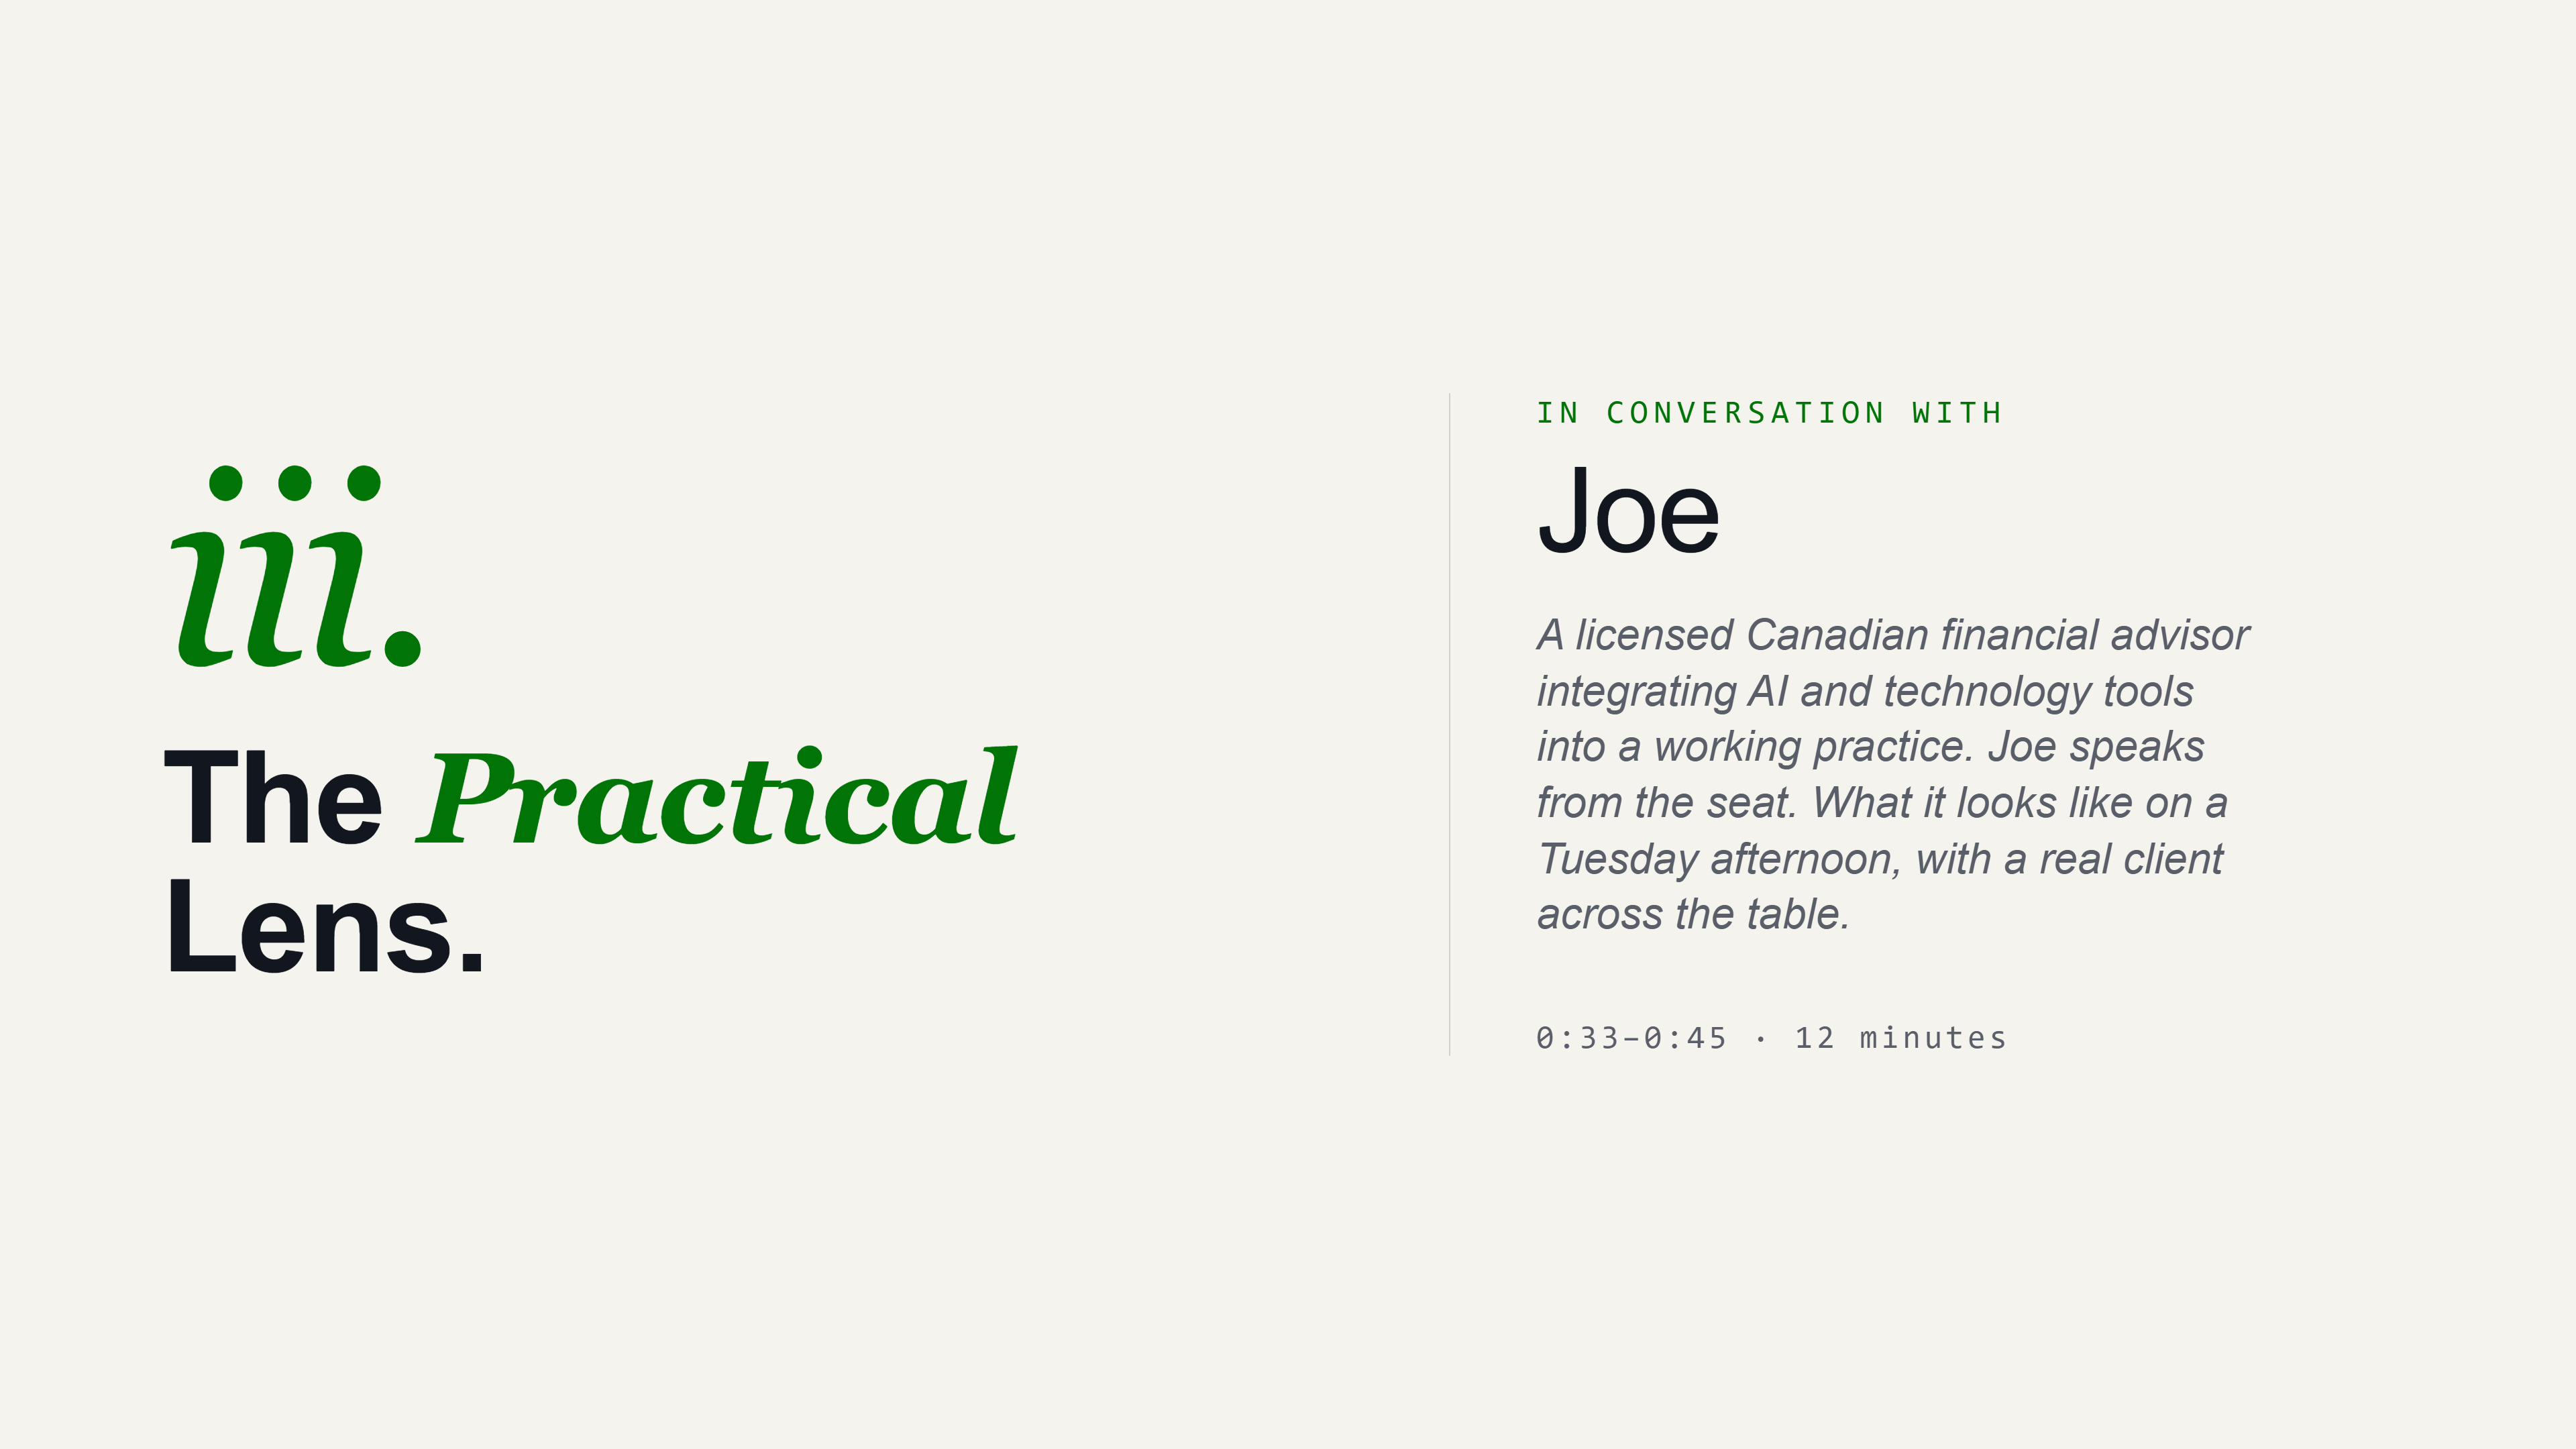 iii.
The Practical
Lens.
IN CONVERSATION WITH
Joe
A licensed Canadian financial advisor
integrating AI and technology tools
into a working practice. Joe speaks
from the seat. What it looks like on a
Tuesday afternoon, with a real client
across the table.
0:33–0:45 · 12 minutes